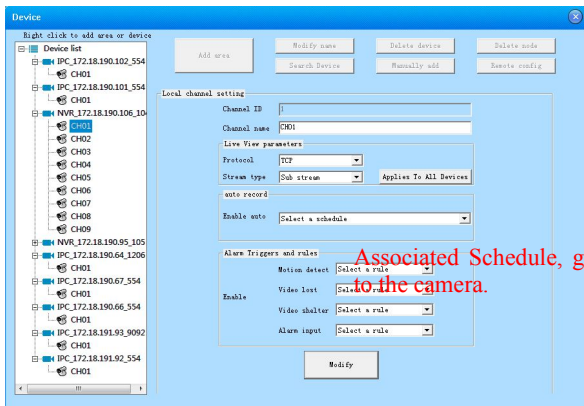 Device
Right click to add area or device
Device list
IPC_172.18.190.102_554
CH01
IPC_172.18.190.101_554
CH01
NVR_172.18.190.106_10
CH01
CH02
CH03
CH04
CH05
CH06
CH07
CH08
CH09
NVR_172.18.190.95_105
IPC_172.18.190.64_1206
CH01
IPC_172.18.190.67_554
CH01
IPC_172.18.190.66_554
CH01
IPC_172.18.191.93_9092
CH01
IPC_172.18.191.92_554
CH01
Add area
Modify name
Delete device
Delete node
Search Device
Manually add
Remote config
Local channel setting
Channel ID 1
Channel name CH01
Live View parameters
Protocol TCP
Stream type Sub stream Applies To All Devices
auto record
Enable auto Select a schedule
Alarm Triggers and rules
Associated Schedule, g
to the camera.
Enable
Motion detect Select a rule
Video lost Select a rule
Video shelter Select a rule
Alarm input Select a rule
Modify